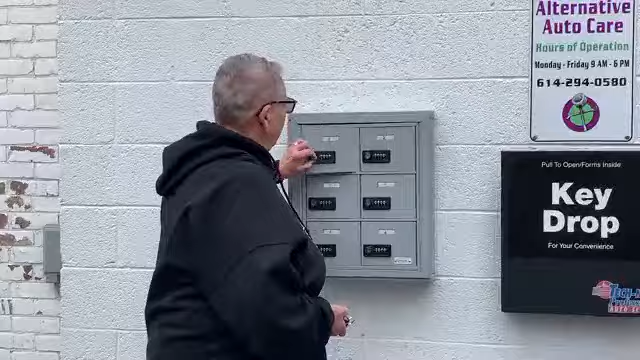 Alternative
Auto Care
Hours of Operation
Monday - Friday 9 AM - 6 PM
614-294-0580
Pull To Open/Forms Inside
Key
Drop
For Your Convenience